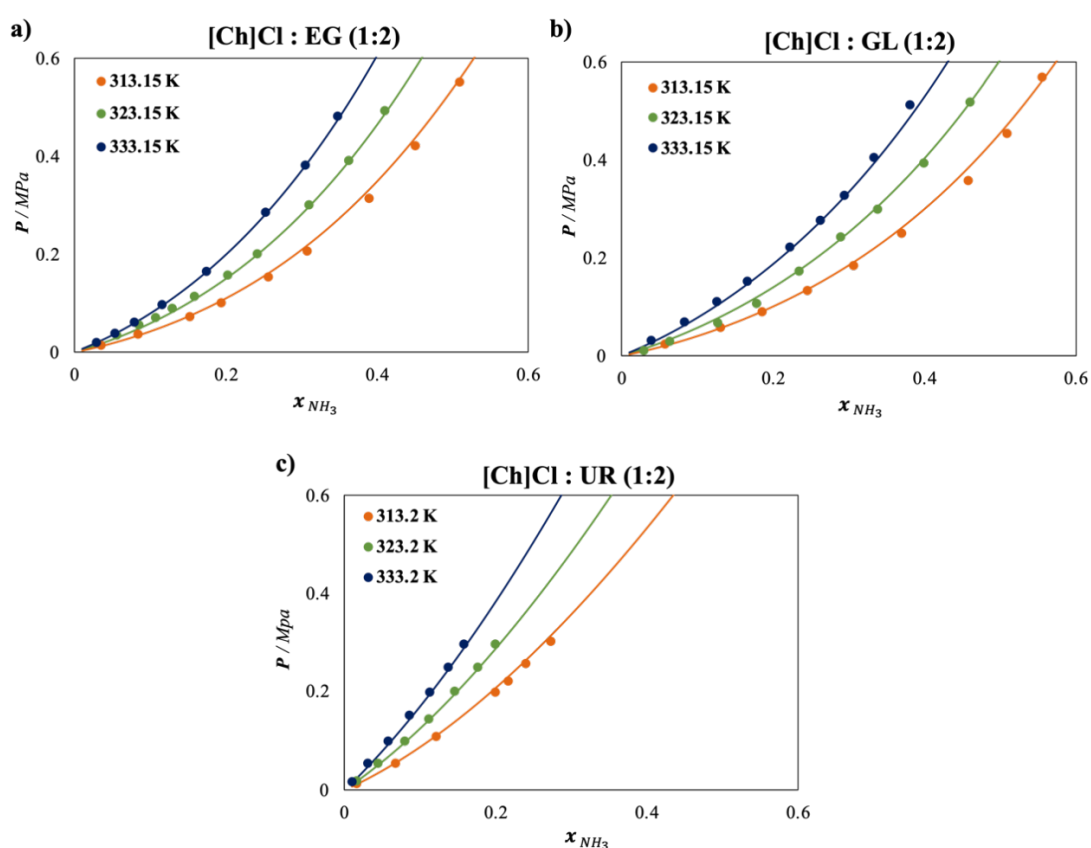 a)
[Ch]Cl : EG (1:2)
0.6
0.4
0.2
0
P / MPa
313.15 K
323.15 K
333.15 K
0
0.2
0.4
0.6
x NH3
b)
[Ch]Cl : GL (1:2)
0.6
0.4
0.2
0
P / MPa
313.15 K
323.15 K
333.15 K
0
0.2
0.4
0.6
x NH3
c)
[Ch]Cl : UR (1:2)
0.6
0.4
0.2
0
P / Mpa
313.2 K
323.2 K
333.2 K
0
0.2
0.4
0.6
x NH3